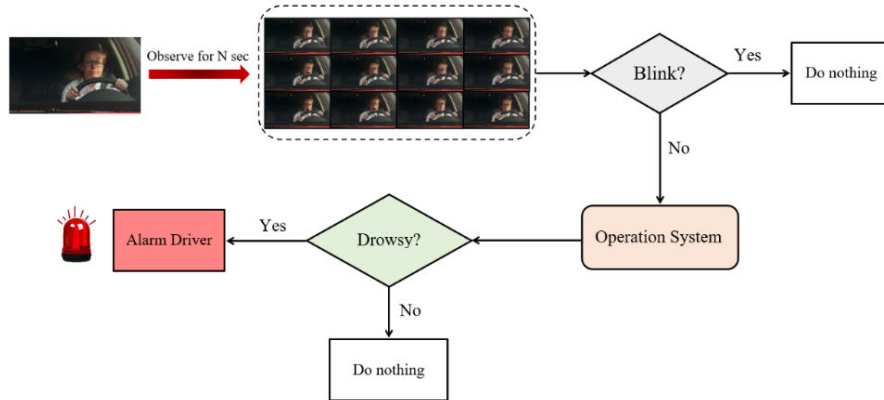 Observe for N sec
Blink?
Yes
Do nothing
No
Operation System
Drowsy?
Yes
Alarm Driver
No
Do nothing